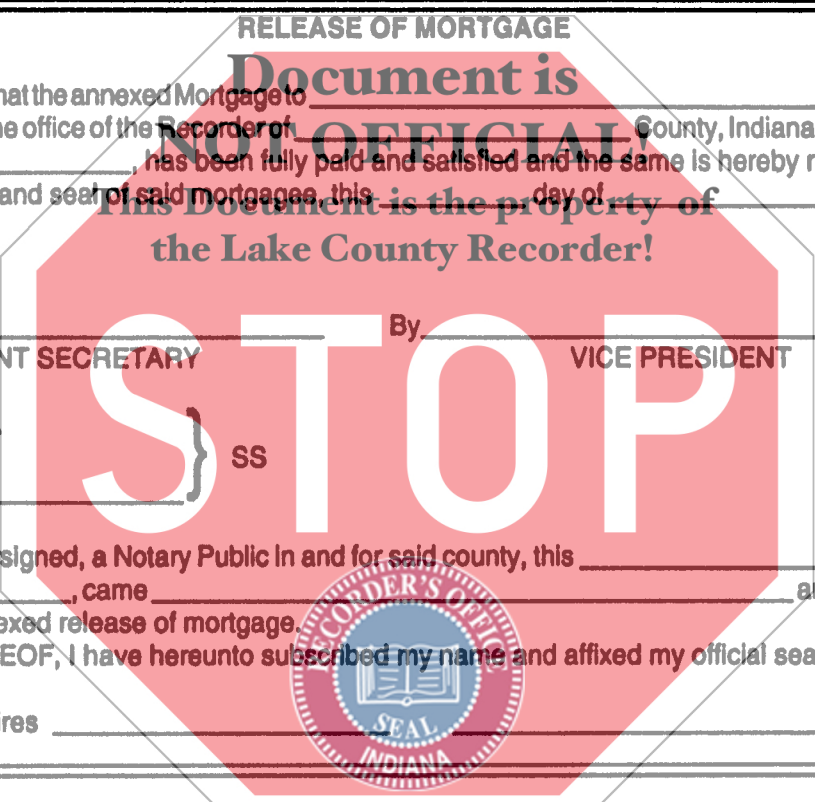 RELEASE OF MORTGAGE
Document is
hat the annexed Mortgage to
e office of the Recorder of County, Indiana
NOT OFFICIAL!
, has been fully paid and satisfied and the same is hereby r
and seal of said mortgagee, this day of
This Document is the property of
the Lake County Recorder!
STOP
By
NT SECRETARY VICE PRESIDENT
} SS
signed, a Notary Public in and for said county, this
, came a
exed release of mortgage.
EOF, I have hereunto subscribed my name and affixed my official sea
ires
RECORDER'S OFFICE
SEAL
INDIANA